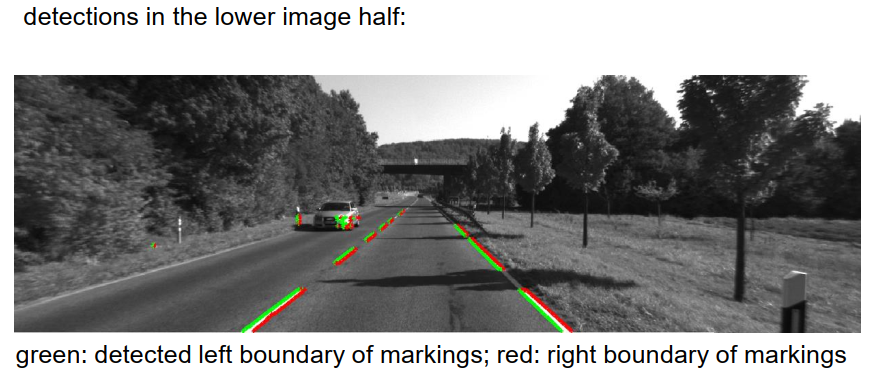 detections in the lower image half:
green: detected left boundary of markings; red: right boundary of markings